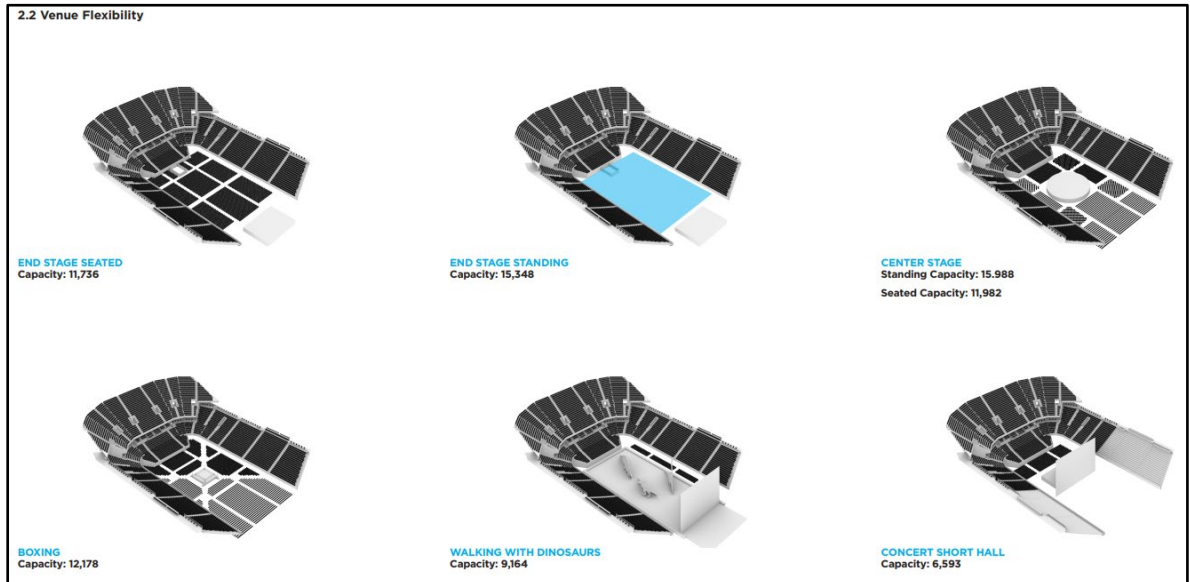 2.2 Venue Flexibility
END STAGE SEATED
Capacity: 11,736
END STAGE STANDING
Capacity: 15,348
CENTER STAGE
Standing Capacity: 15.988
Seated Capacity: 11,982
BOXING
Capacity: 12,178
WALKING WITH DINOSAURS
Capacity: 9,164
CONCERT SHORT HALL
Capacity: 6,593